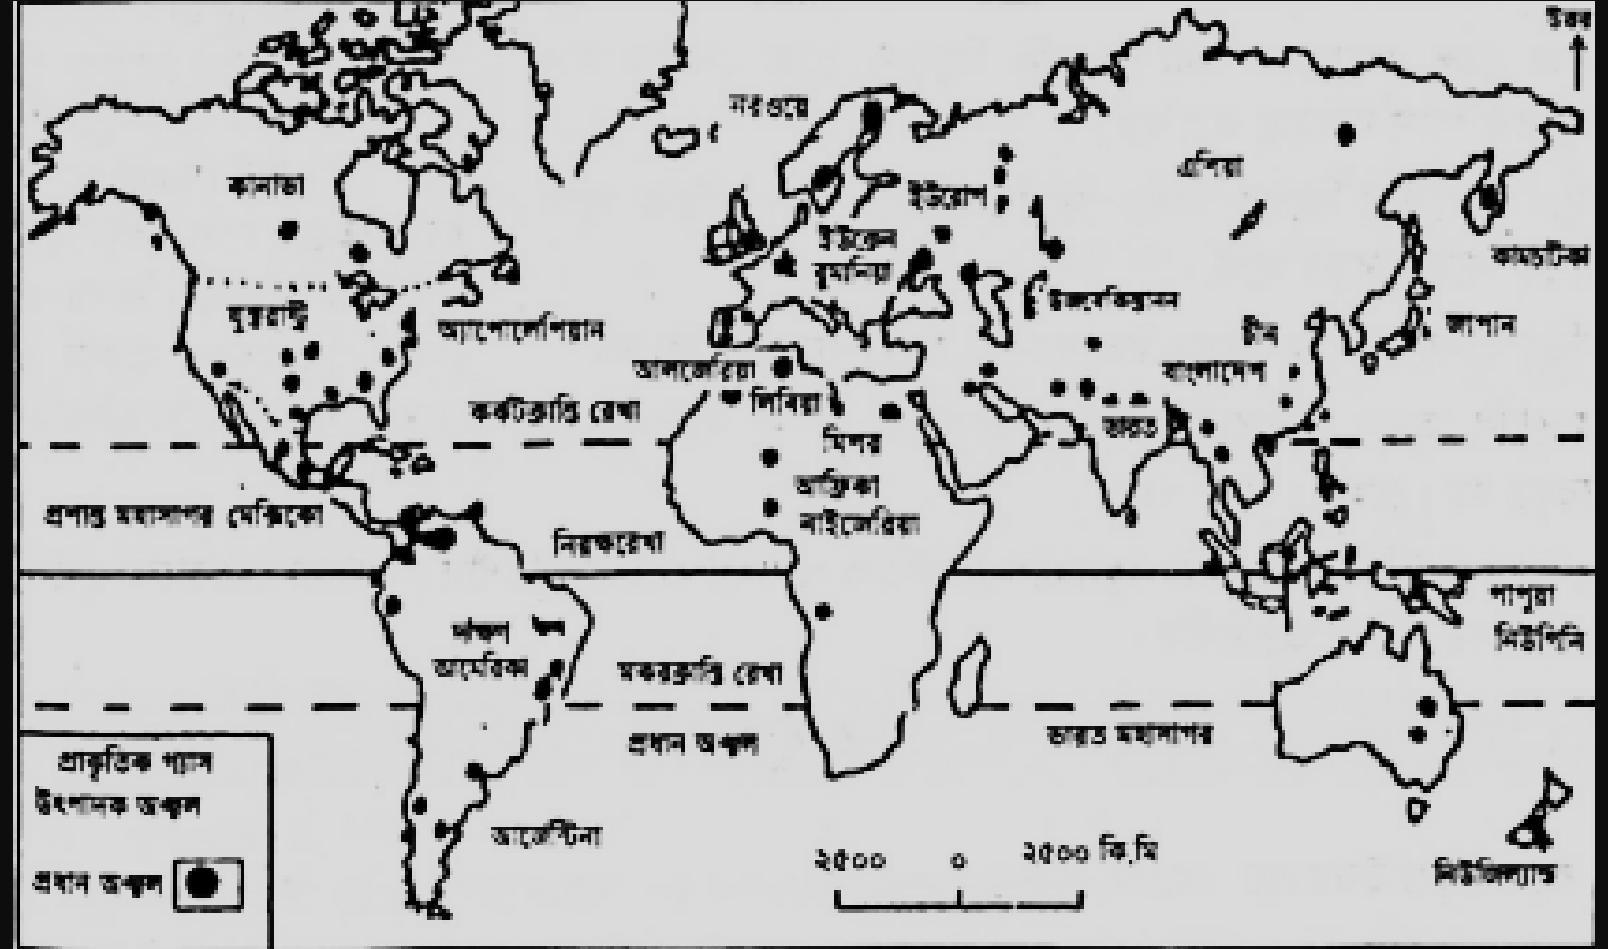 উত্তর
নরওয়ে
এশিয়া
কানাডা
ইউরোপ
ইউক্রেন
রুমানিয়া
কামচাটকা
উজবেকিস্তান
যুক্তরাষ্ট্র
অ্যাপোলেশিয়ান
চীন
জাপান
আলজেরিয়া
বাংলাদেশ
লিবিয়া
কর্কটক্রান্তি রেখা
ভারত
মিশর
আফ্রিকা
প্রশান্ত মহাসাগর মেক্সিকো
নাইজেরিয়া
নিরক্ষরেখা
পাপুয়া
নিউগিনি
দক্ষিণ
আমেরিকা
মকরক্রান্তি রেখা
প্রধান অঞ্চল
ভারত মহাসাগর
প্রাকৃতিক গ্যাস
উৎপাদক অঞ্চল
প্রধান অঞ্চল
আর্জেন্টিনা
২৫০০ ০ ২৫০০ কি.মি
নিউজিল্যান্ড